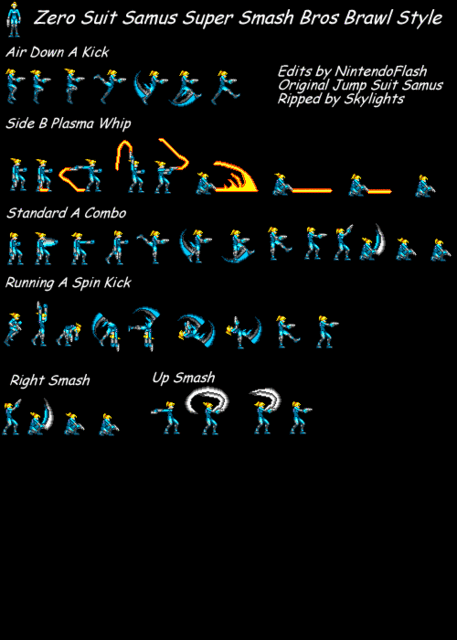 Zero Suit Samus Super Smash Bros Brawl Style
Air Down A Kick
Edits by NintendoFlash
Original Jump Suit Samus
Ripped by Skylights
Side B Plasma Whip
Standard A Combo
Running A Spin Kick
Right Smash
Up Smash